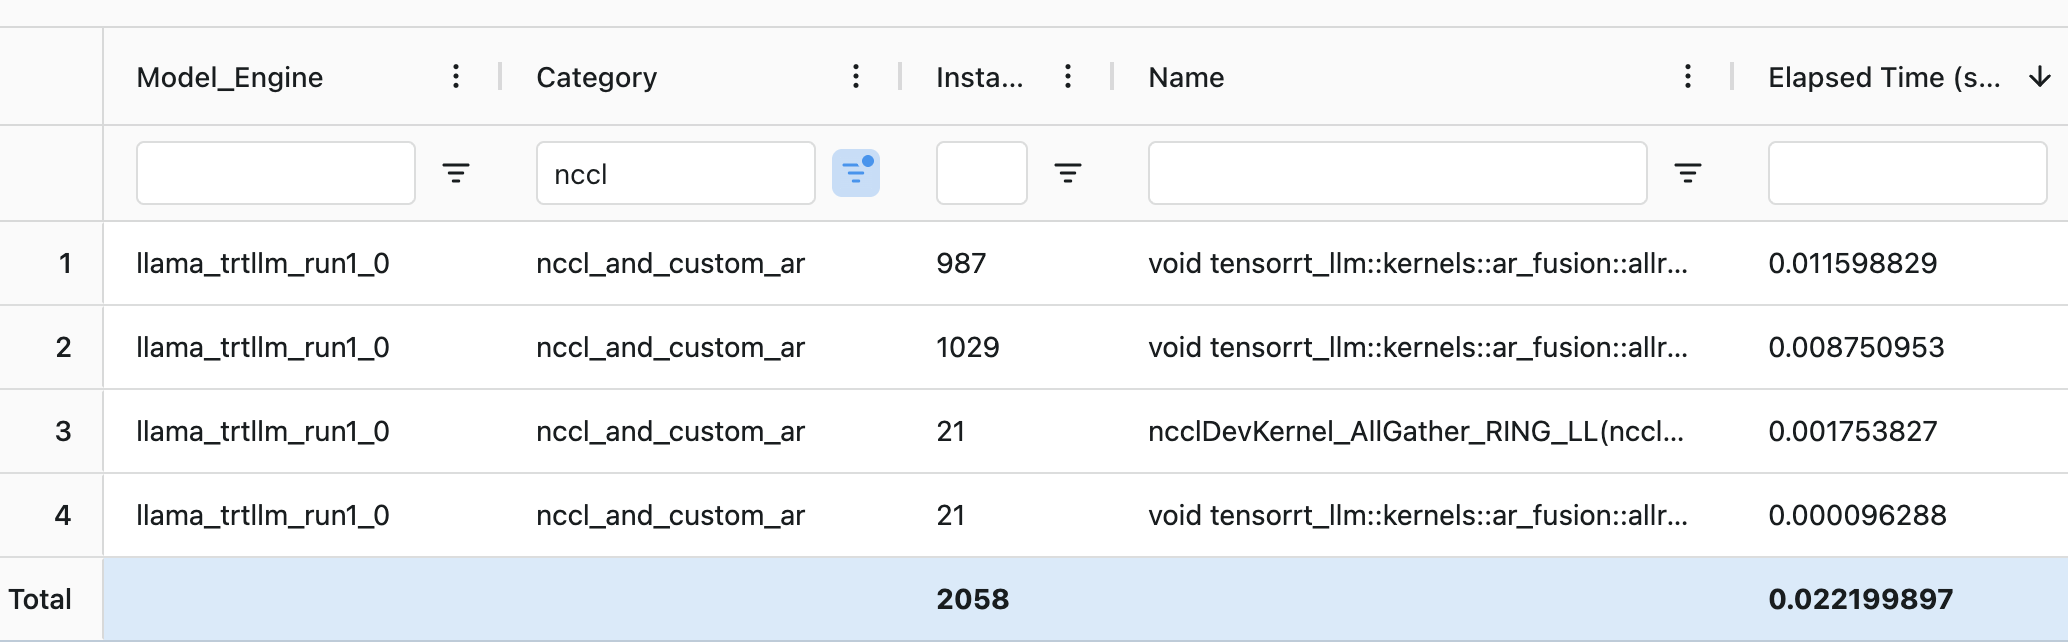 Model_Engine Category Insta... Name Elapsed Time (s...
nccl
1 llama_trtllm_run1_0 nccl_and_custom_ar 987 void tensorrt_llm::kernels::ar_fusion::allr... 0.011598829
2 llama_trtllm_run1_0 nccl_and_custom_ar 1029 void tensorrt_llm::kernels::ar_fusion::allr... 0.008750953
3 llama_trtllm_run1_0 nccl_and_custom_ar 21 ncclDevKernel_AllGather_RING_LL(nccl... 0.001753827
4 llama_trtllm_run1_0 nccl_and_custom_ar 21 void tensorrt_llm::kernels::ar_fusion::allr... 0.000096288
Total 2058 0.022199897